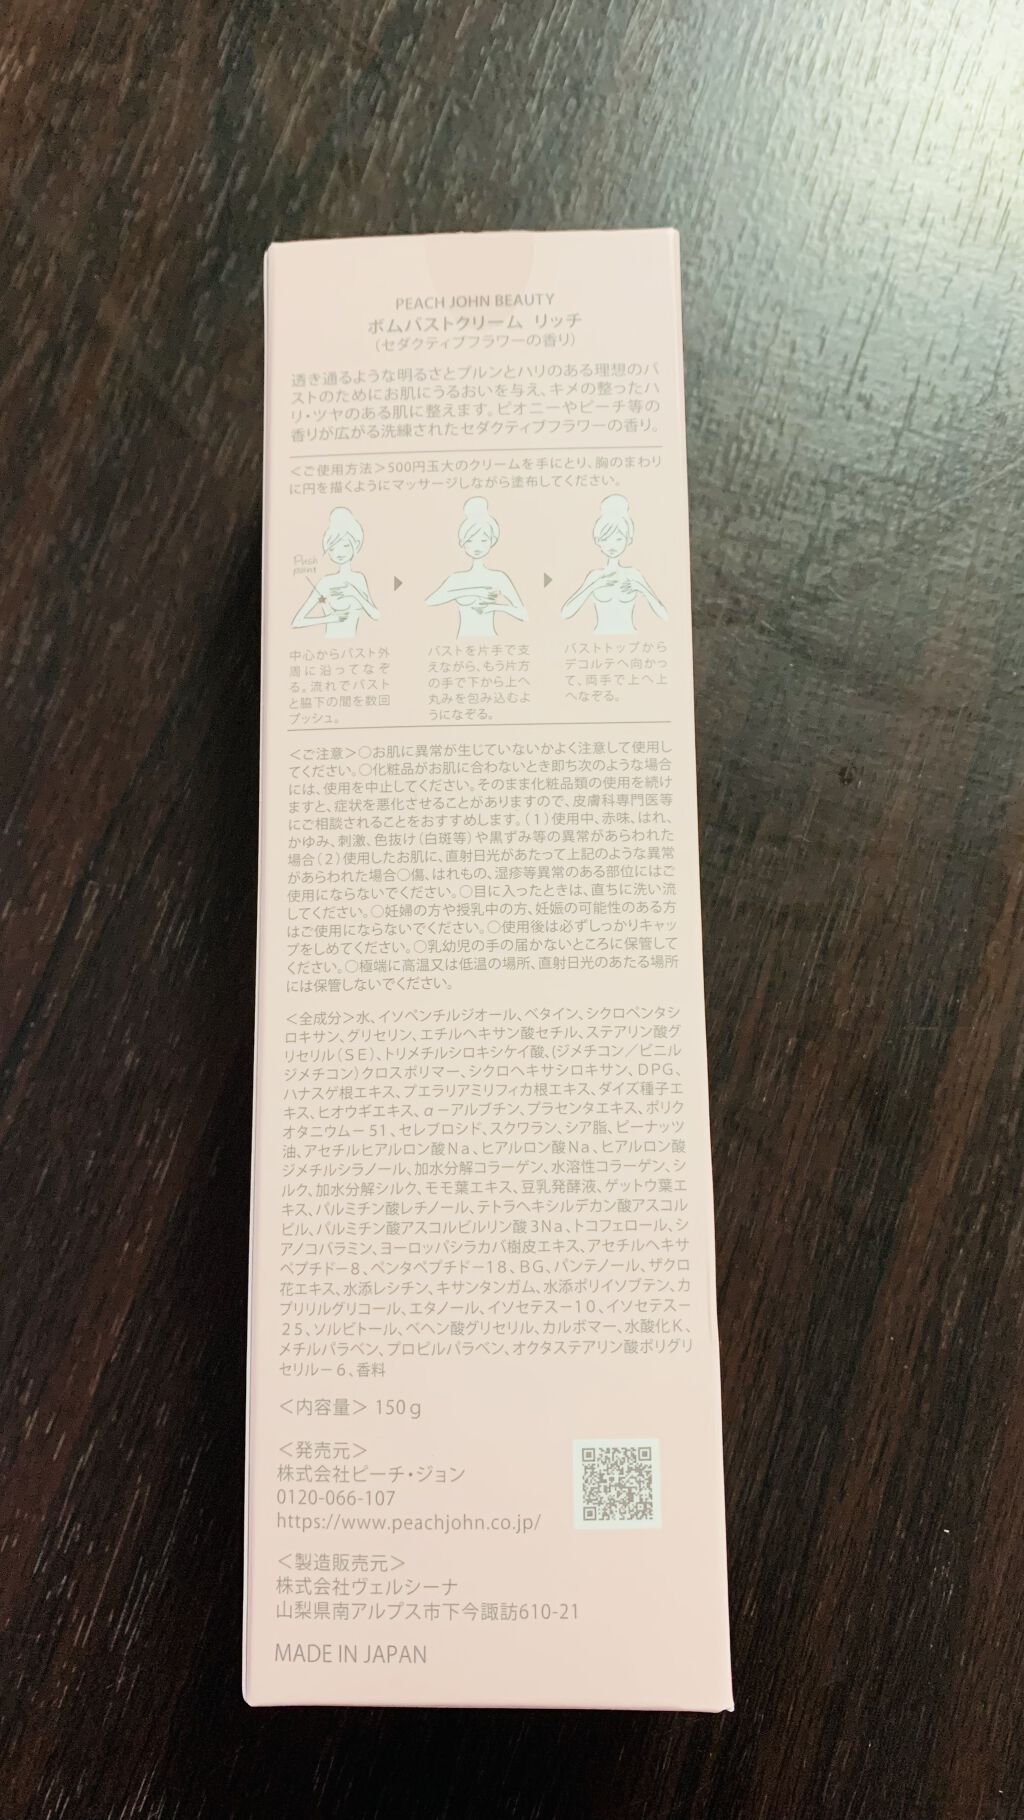 PEACH JOHN BEAUTY
ボムバストクリーム リッチ
(セダクティブフラワーの香り)
透き通るような明るさとプルンとハリのある理想のバ
ストのためにお肌にうるおいを与え、キメの整ったハ
リ・ツヤのある肌に整えます。ピオニーやピーチ等の
香りが広がる洗練されたセダクティブフラワーの香り。
＜ご使用方法＞500円玉大のクリームを手にとり、胸のまわり
に円を描くようにマッサージしながら塗布してください。
Push
point
中心からバスト外
周に沿ってなぞ
る。流れでバスト
と脇下の間を数回
プッシュ。
バストを片手で支
えながら、もう片方
の手で下から上へ
丸みを包み込むよ
うになぞる。
バストトップから
デコルテへ向かっ
て、両手で上へ上
へなぞる。
＜ご注意＞○お肌に異常が生じていないかよく注意して使用し
てください。○化粧品がお肌に合わないとき即ち次のような場合
には、使用を中止してください。そのまま化粧品類の使用を続け
ますと、症状を悪化させることがありますので、皮膚科専門医等
にご相談されることをおすすめします。(1)使用中、赤味、はれ、
かゆみ、刺激、色抜け(白斑等)や黒ずみ等の異常があらわれた
場合(2)使用したお肌に、直射日光があたって上記のような異常
があらわれた場合○傷、はれもの、湿疹等異常のある部位にはご
使用にならないでください。○目に入ったときは、直ちに洗い流
してください。○妊婦の方や授乳中の方、妊娠の可能性のある方
はご使用にならないでください。○使用後は必ずしっかりキャッ
プをしめてください。○乳幼児の手の届かないところに保管して
ください。○極端に高温又は低温の場所、直射日光のあたる場所
には保管しないでください。
＜全成分＞水、イソペンチルジオール、ベタイン、シクロペンタシ
ロキサン、グリセリン、エチルヘキサン酸セチル、ステアリン酸グ
リセリル(SE)、トリメチルシロキシケイ酸、(ジメチコン／ビニル
ジメチコン)クロスポリマー、シクロヘキサシロキサン、DPG、
ハナスゲ根エキス、プエラリアミリフィカ根エキス、ダイズ種子エ
キス、ヒオウギエキス、α－アルブチン、プラセンタエキス、ポリク
オタニウム－51、セレブロシド、スクワラン、シア脂、ピーナッツ
油、アセチルヒアルロン酸Na、ヒアルロン酸Na、ヒアルロン酸
ジメチルシラノール、加水分解コラーゲン、水溶性コラーゲン、シ
ルク、加水分解シルク、モモ葉エキス、豆乳発酵液、ゲットウ葉エ
キス、パルミチン酸レチノール、テトラヘキシルデカン酸アスコル
ビル、パルミチン酸アスコルビルリン酸3Na、トコフェロール、シ
アノコバラミン、ヨーロッパシラカバ樹皮エキス、アセチルヘキサ
ペプチド－8、ペンタペプチド－18、BG、パンテノール、ザクロ
花エキス、水添レシチン、キサンタンガム、水添ポリイソブテン、カ
プリリルグリコール、エタノール、イソセテス－10、イソセテス－
25、ソルビトール、ベヘン酸グリセリル、カルボマー、水酸化K、
メチルパラベン、プロピルパラベン、オクタステアリン酸ポリグリ
セリル－6、香料
＜内容量＞ 150g
＜発売元＞
株式会社ピーチ・ジョン
0120-066-107
https://www.peachjohn.co.jp/
＜製造販売元＞
株式会社ヴェルシーナ
山梨県南アルプス市下今諏訪610-21
MADE IN JAPAN